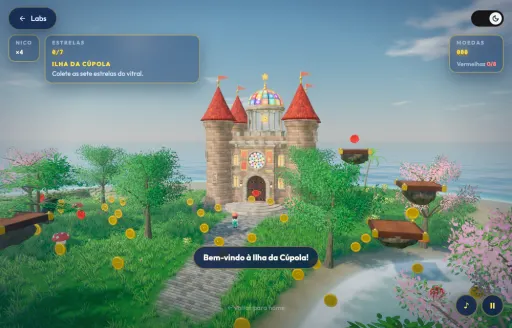 Labs
NICO
×4
ESTRELAS
0/7
ILHA DA CÚPOLA
Colete as sete estrelas do vitral.
MOEDAS
000
Vermelhas 0/8
Bem-vindo à Ilha da Cúpola!